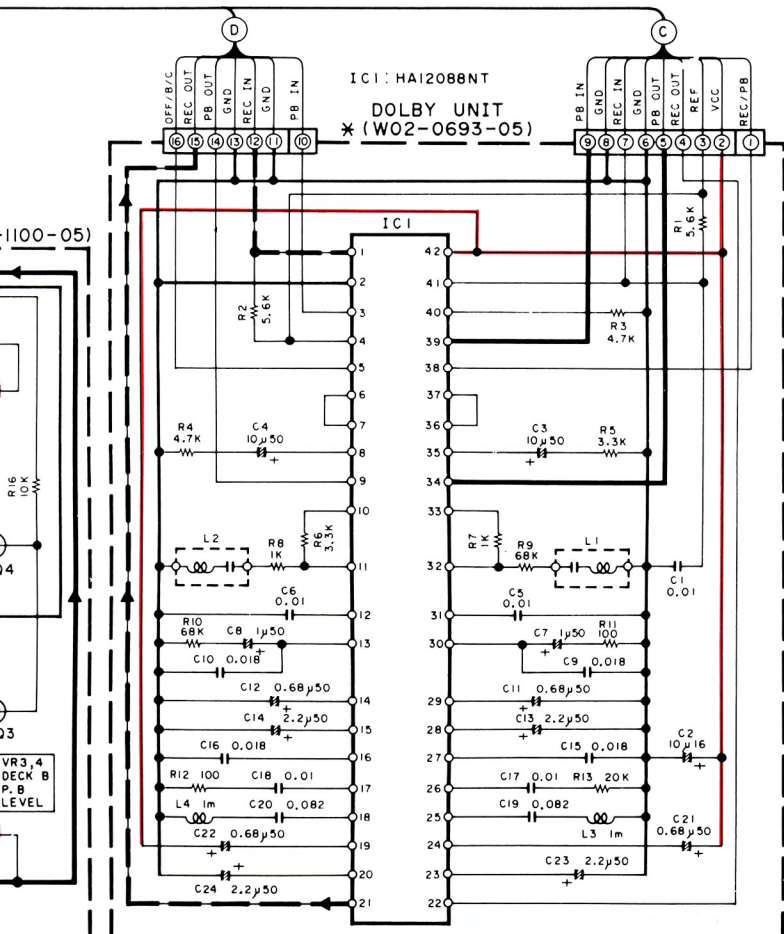 D
C
OFF/B/C
REC OUT
PB OUT
GND
REC IN
GND
PB IN
IC1: HA12088NT
DOLBY UNIT
* (W02-0693-05)
PB IN
GND
REC IN
GND
PB OUT
REC OUT
REF
VCC
REC/PB
16 15 14 13 12 11 10
9 8 7 6 5 4 3 2 1
-1100-05)
IC1
R1
5.6K
1
42
2
41
R2
5.6K
3
40
R3
4.7K
4
39
5
38
6
37
7
36
R4
4.7K
C4
10μ50
+
8
35
C3
10μ50
+
R5
3.3K
9
34
R16
10K
10
33
R6
3.3K
R7
1K
L2
R8
1K
11
32
R9
68K
L1
C1
0.01
Q4
C6
0.01
12
31
C5
0.01
R10
68K
C8 1μ50
+
13
30
C7 1μ50
+
R11
100
C10 0.018
C9 0.018
C12 0.68μ50
+
14
29
C11 0.68μ50
+
C14 2.2μ50
+
15
28
C13 2.2μ50
+
Q3
C16 0.018
16
27
C15 0.018
C2
10μ16
+
VR3,4
DECK B
P.B
LEVEL
R12 100
C18 0.01
17
26
C17 0.01
R13 20K
L4 1m
C20 0.082
18
25
C19 0.082
L3 1m
C22 0.68μ50
+
19
24
C21
0.68μ50
+
C24 2.2μ50
+
20
23
C23 2.2μ50
+
21
22